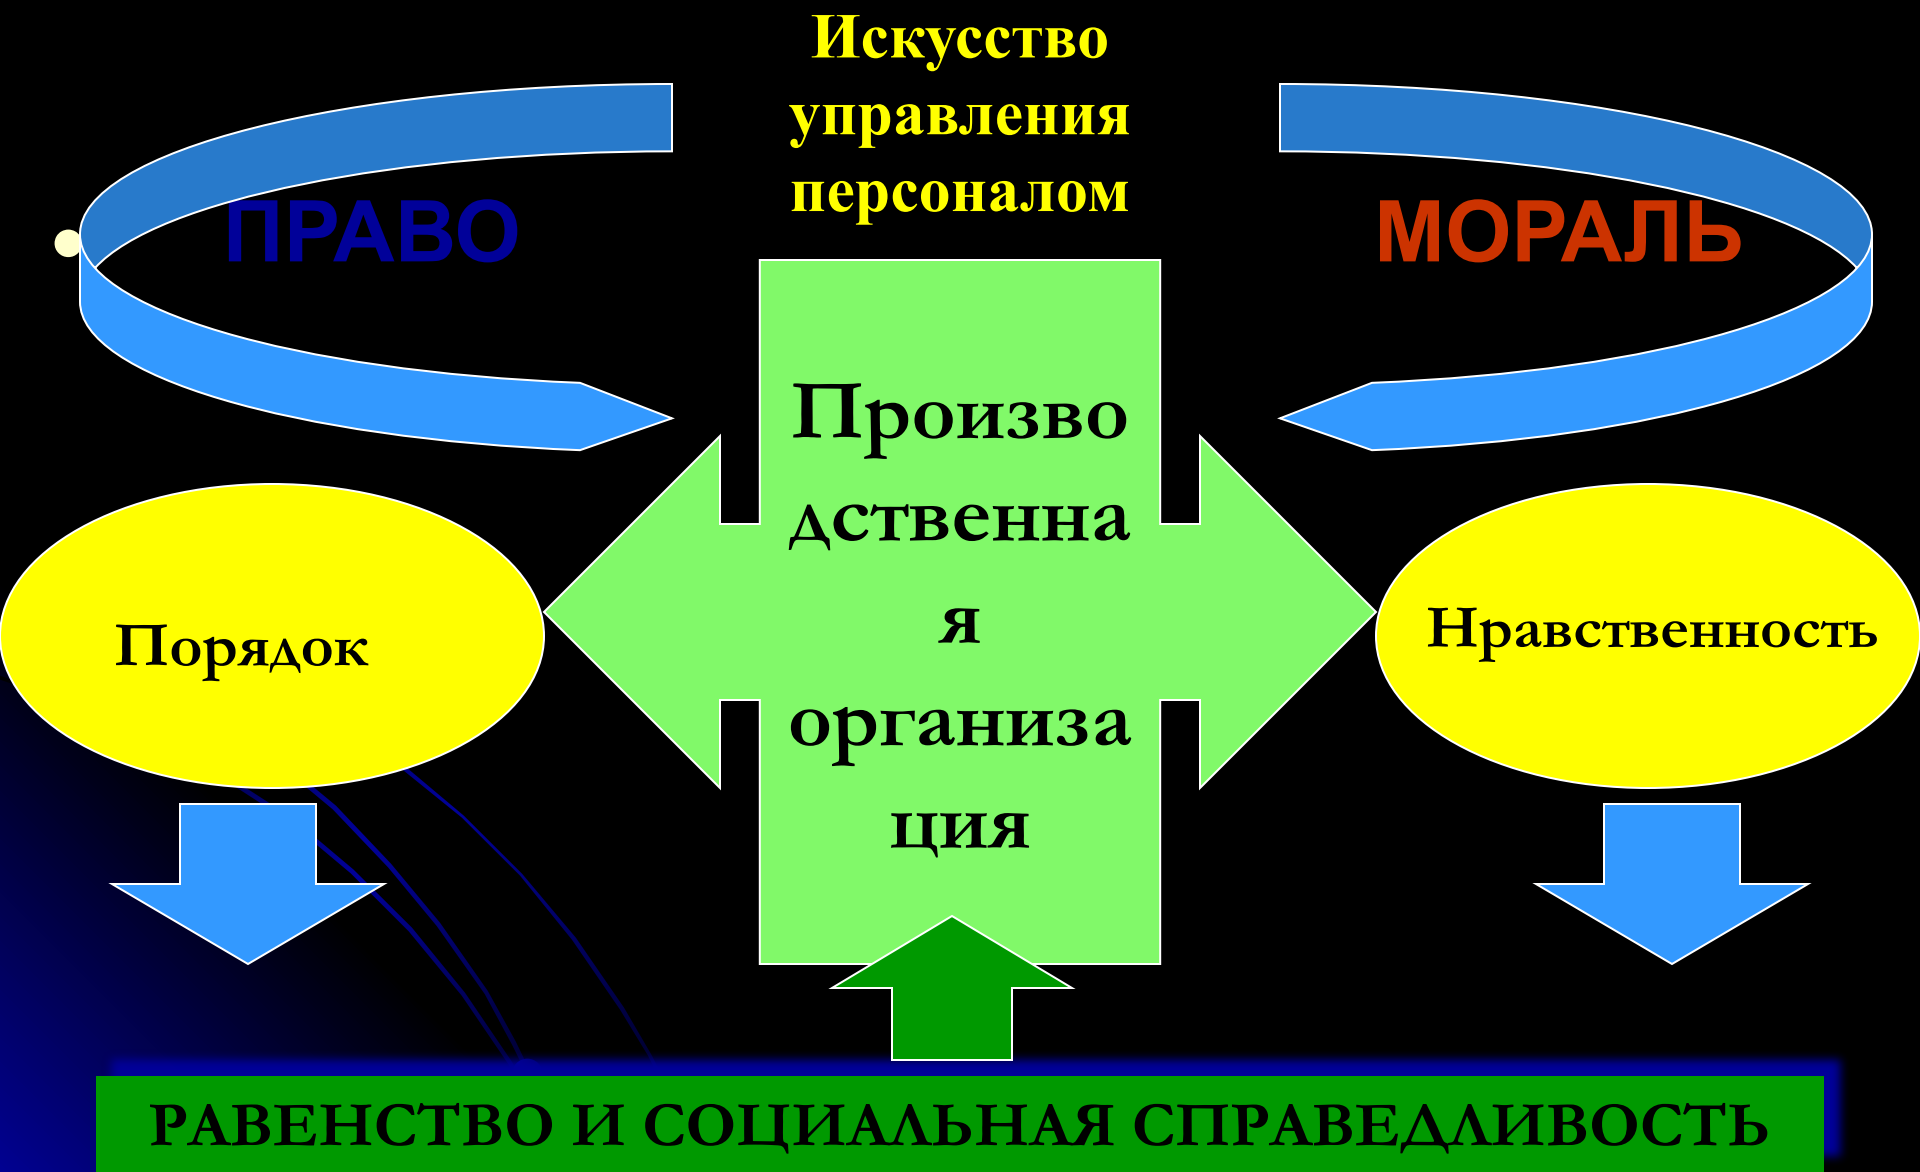 Искусство
управления
персоналом
ПРАВО
МОРАЛЬ
Произво
дственна
я
организа
ция
Порядок
Нравственность
РАВЕНСТВО И СОЦИАЛЬНАЯ СПРАВЕДЛИВОСТЬ